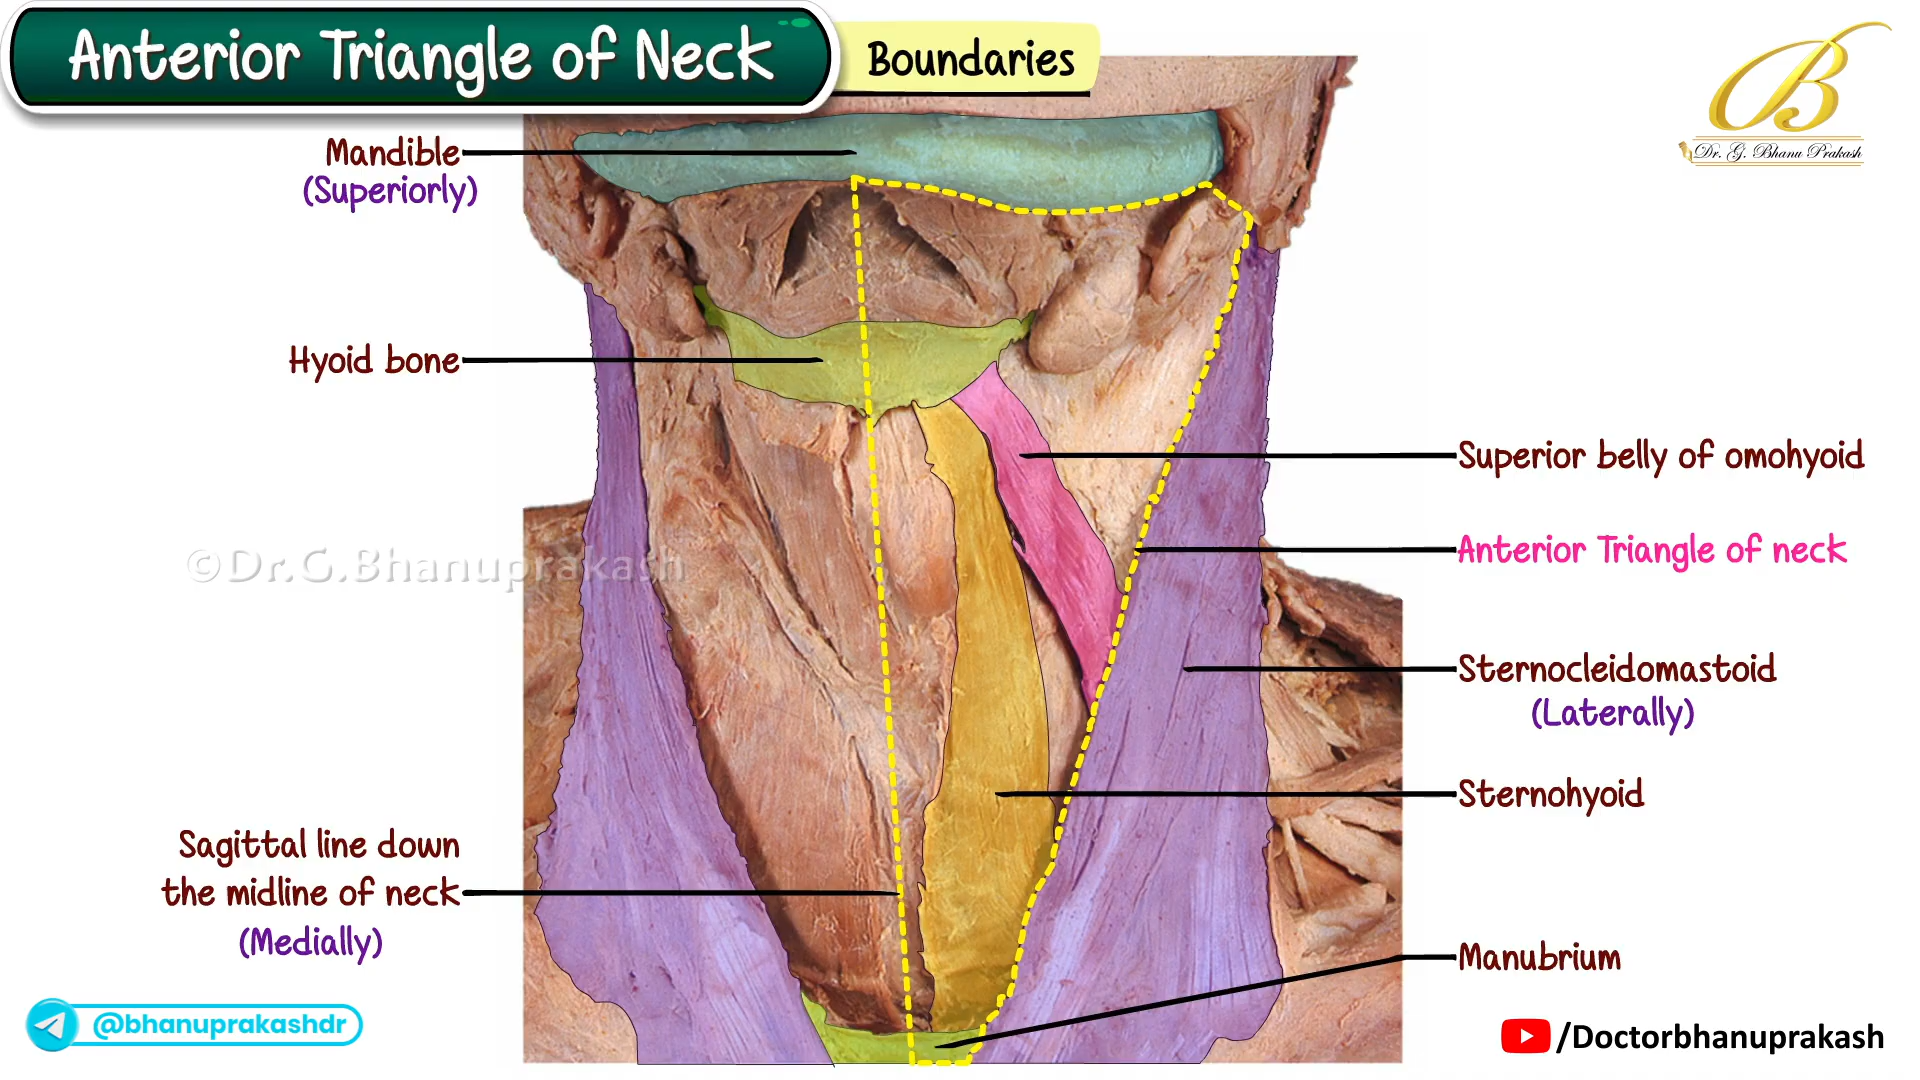 Anterior Triangle of Neck
Boundaries
B
Dr. G. Bhanu Prakash
Mandible
(Superiorly)
Hyoid bone
Superior belly of omohyoid
Anterior Triangle of neck
©Dr.G.Bhanuprakash
Sternocleidomastoid
(Laterally)
Sternohyoid
Sagittal line down
the midline of neck
(Medially)
Manubrium
@bhanuprakashdr
/Doctorbhanuprakash